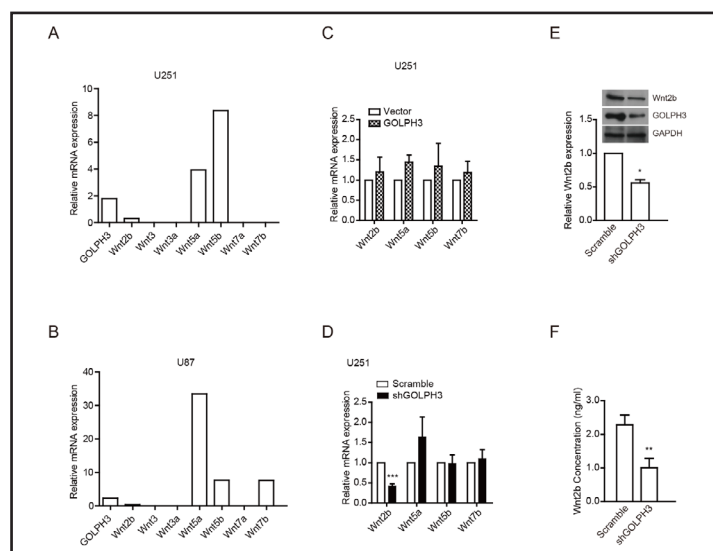 A
U251
Relative mRNA expression
10
8
6
4
2
0
GOLPH3
Wnt2b
Wnt3
Wnt3a
Wnt5a
Wnt5b
Wnt7a
Wnt7b
B
U87
Relative mRNA expression
40
30
20
10
0
GOLPH3
Wnt2b
Wnt3
Wnt3a
Wnt5a
Wnt5b
Wnt7a
Wnt7b
C
U251
Vector
GOLPH3
Relative mRNA expression
2.5
2.0
1.5
1.0
0.5
0.0
Wnt2b
Wnt5a
Wnt5b
Wnt7b
D
U251
Scramble
shGOLPH3
Relative mRNA expression
2.5
2.0
1.5
1.0
0.5
0.0
***
Wnt2b
Wnt5a
Wnt5b
Wnt7b
E
Wnt2b
GOLPH3
GAPDH
Relative Wnt2b expression
2.0
1.5
1.0
0.5
0.0
*
Scramble
shGOLPH3
F
Wnt2b Concentration (ng/ml)
3.0
2.0
1.0
0.0
**
Scramble
shGOLPH3